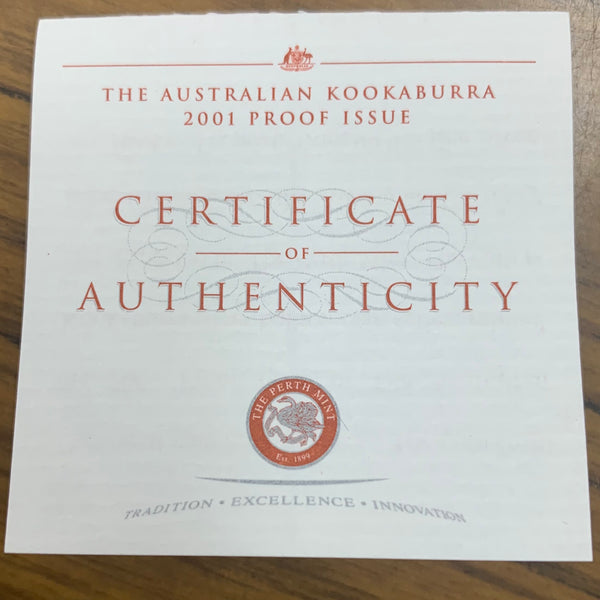 THE AUSTRALIAN KOOKABURRA
2001 PROOF ISSUE
CERTIFICATE
OF
AUTHENTICITY
THE PERTH MINT
EST. 1899
TRADITION • EXCELLENCE • INNOVATION